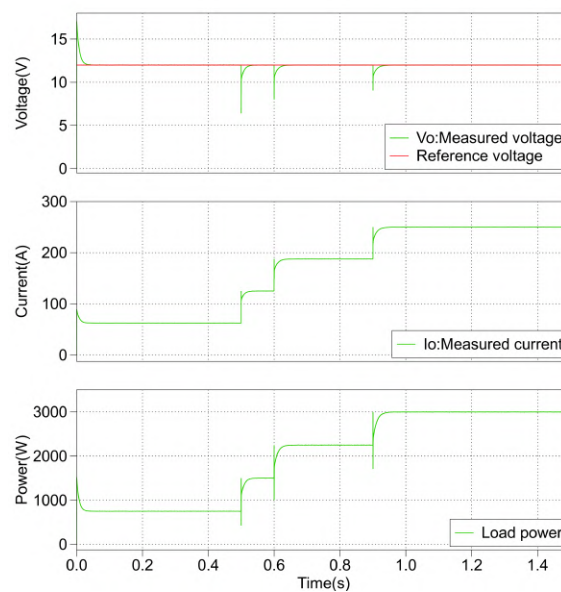 Voltage(V)
15
10
5
0
Vo:Measured voltage
Reference voltage
Current(A)
300
200
100
0
Io:Measured current
Power(W)
3000
2000
1000
0
Load power
0.0 0.2 0.4 0.6 0.8 1.0 1.2 1.4
Time(s)